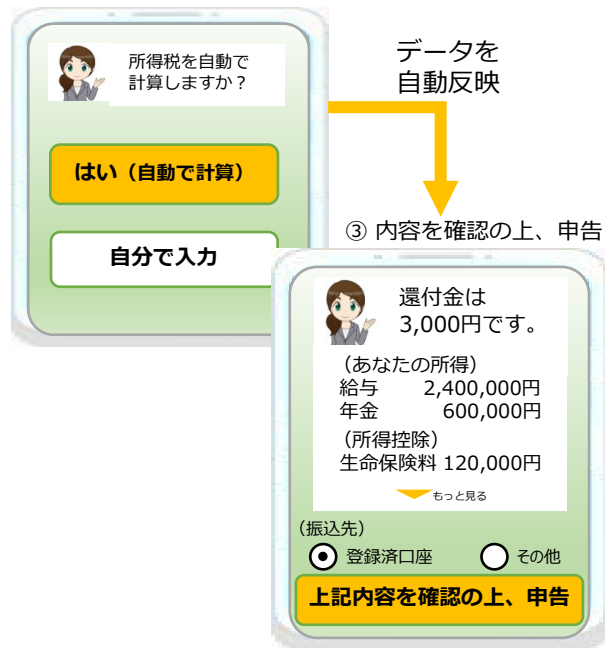 所得税を自動で
計算しますか？
はい（自動で計算）
自分で入力
データを
自動反映
③ 内容を確認の上、申告
還付金は
3,000円です。
（あなたの所得）
給与 2,400,000円
年金 600,000円
（所得控除）
生命保険料 120,000円
もっと見る
（振込先）
登録済口座 その他
上記内容を確認の上、申告